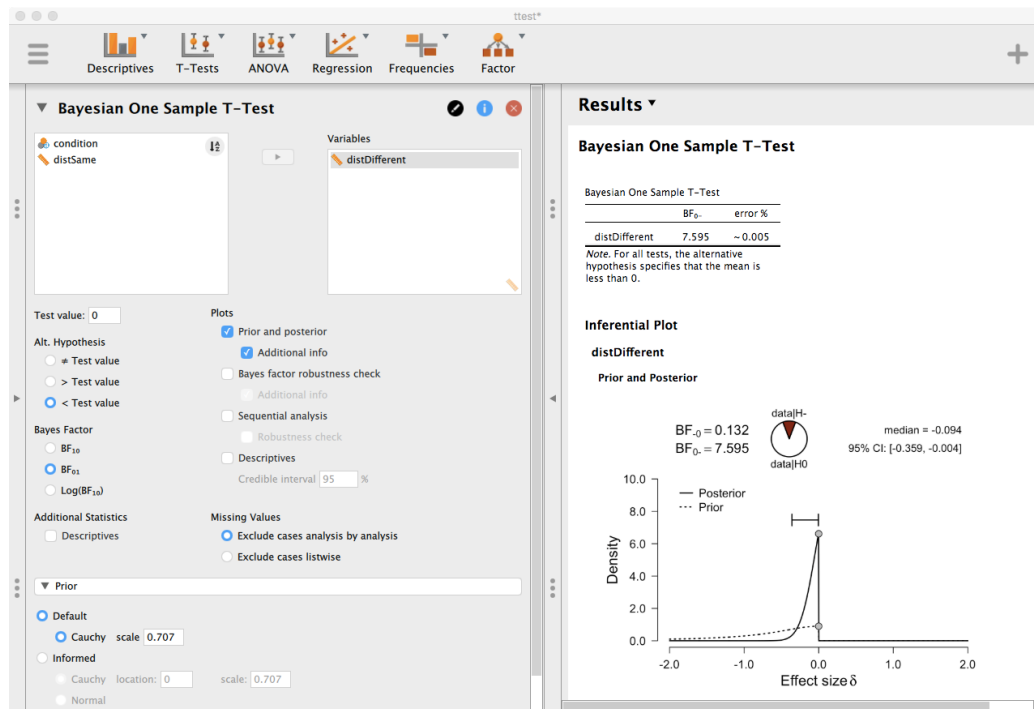 ttest*
Descriptives
T-Tests
ANOVA
Regression
Frequencies
Factor
Bayesian One Sample T-Test
condition
distSame
Variables
distDifferent
Test value: 0
Alt. Hypothesis
≠ Test value
> Test value
< Test value
Bayes Factor
BF₁₀
BF₀₁
Log(BF₁₀)
Additional Statistics
Descriptives
Plots
Prior and posterior
Additional info
Bayes factor robustness check
Additional info
Sequential analysis
Robustness check
Descriptives
Credible interval 95 %
Missing Values
Exclude cases analysis by analysis
Exclude cases listwise
Prior
Default
Cauchy scale 0.707
Informed
Cauchy location: 0 scale: 0.707
Normal
Results
Bayesian One Sample T-Test
Bayesian One Sample T-Test
BF₀₋ error %
distDifferent 7.595 ~ 0.005
Note. For all tests, the alternative
hypothesis specifies that the mean is
less than 0.
Inferential Plot
distDifferent
Prior and Posterior
data|H-
BF₋₀ = 0.132
BF₀₋ = 7.595
data|H0
median = -0.094
95% CI: [-0.359, -0.004]
Posterior
Prior
10.0
8.0
6.0
4.0
2.0
0.0
Density
-2.0 -1.0 0.0 1.0 2.0
Effect size δ